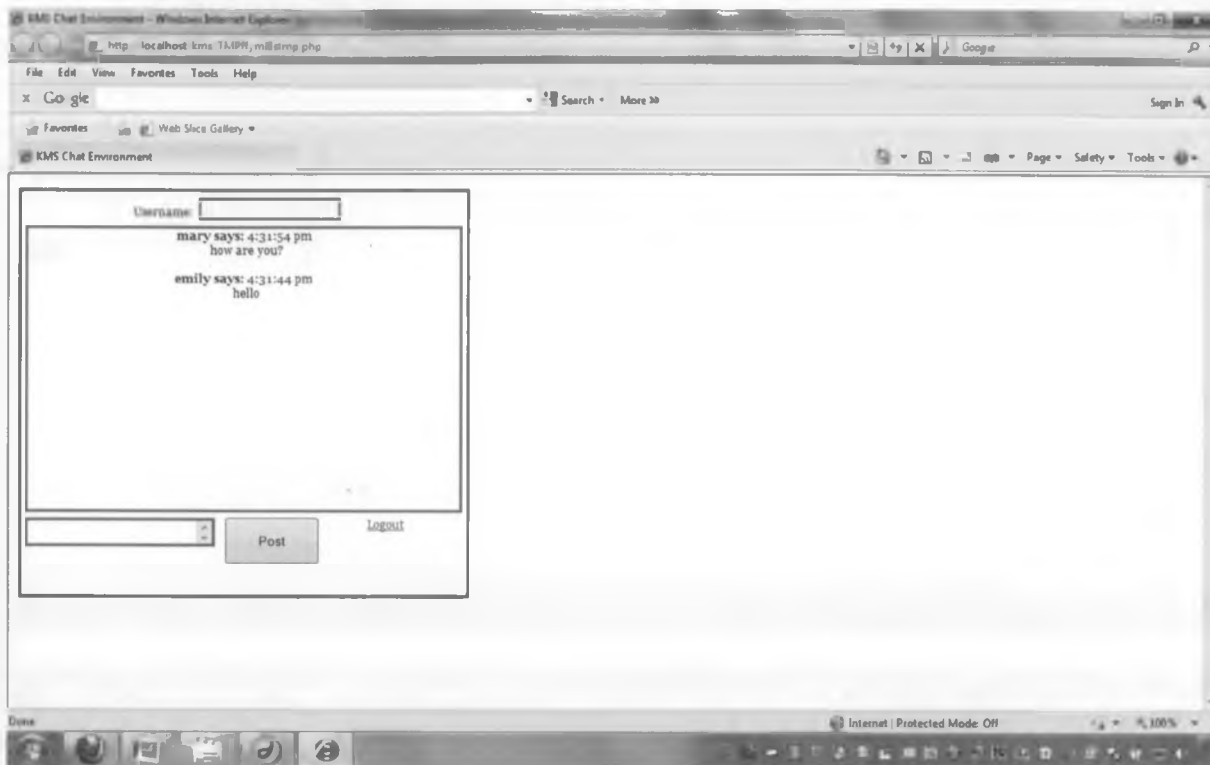 KMS Chat Environment - Windows Internet Explorer
http localhost kms
Google
File Edit View Favorites Tools Help
x Google Search More »
Sign In
Favorites Web Slice Gallery
KMS Chat Environment
Page Safety Tools
Username:
mary says: 4:31:54 pm
how are you?
emily says: 4:31:44 pm
hello
Post
Logout
Done
Internet | Protected Mode: Off
100%